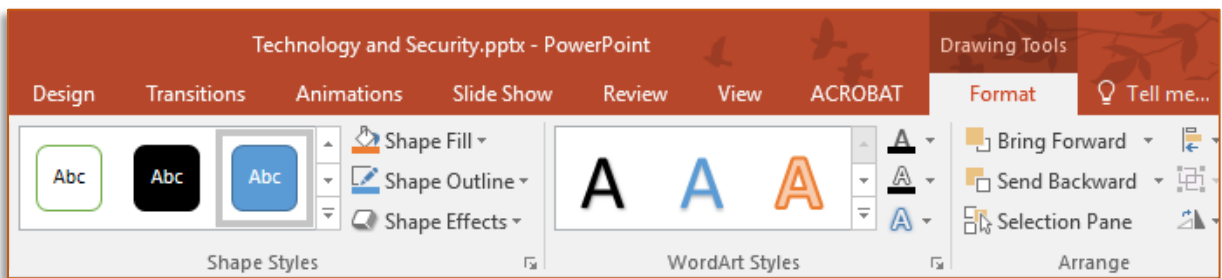 Technology and Security.pptx - PowerPoint Drawing Tools
Design Transitions Animations Slide Show Review View ACROBAT Format Tell me...
Abc Abc Abc Shape Fill A A A A Bring Forward
Shape Outline A Send Backward
Shape Effects A Selection Pane
Shape Styles WordArt Styles Arrange